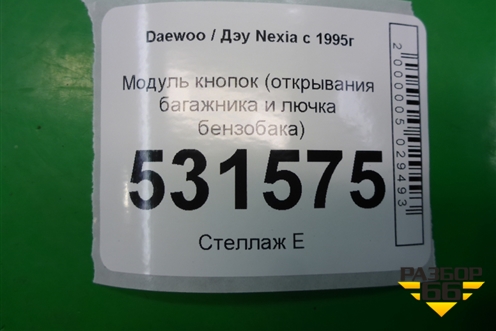 Daewoo / Дэу Nexia с 1995г
Модуль кнопок (открывания
багажника и лючка
бензобака)
531575
Стеллаж Е
2000005029493
РАЗБОР
66